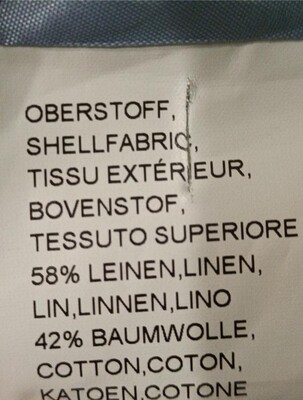 OBERSTOFF,
SHELLFABRIC,
TISSU EXTÉRIEUR,
BOVENSTOF,
TESSUTO SUPERIORE
58% LEINEN,LINEN,
LIN,LINNEN,LINO
42% BAUMWOLLE,
COTTON,COTON,
KATOEN,COTONE